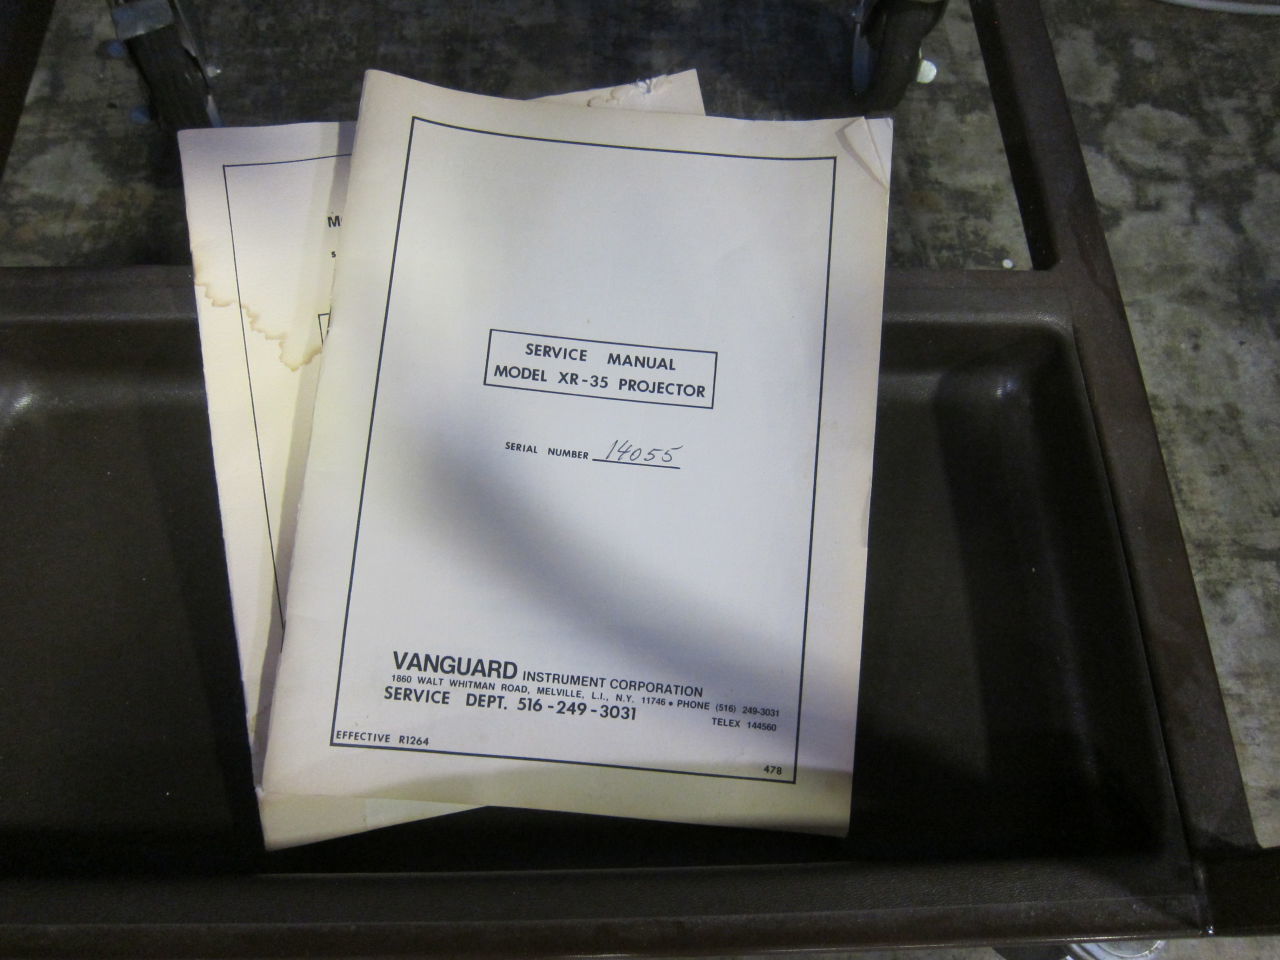 SERVICE MANUAL
MODEL XR-35 PROJECTOR
SERIAL NUMBER 14055
VANGUARD INSTRUMENT CORPORATION
1860 WALT WHITMAN ROAD, MELVILLE, L.I., N.Y. 11746 • PHONE (516) 249-3031
SERVICE DEPT. 516-249-3031
TELEX 144560
EFFECTIVE R1264
478